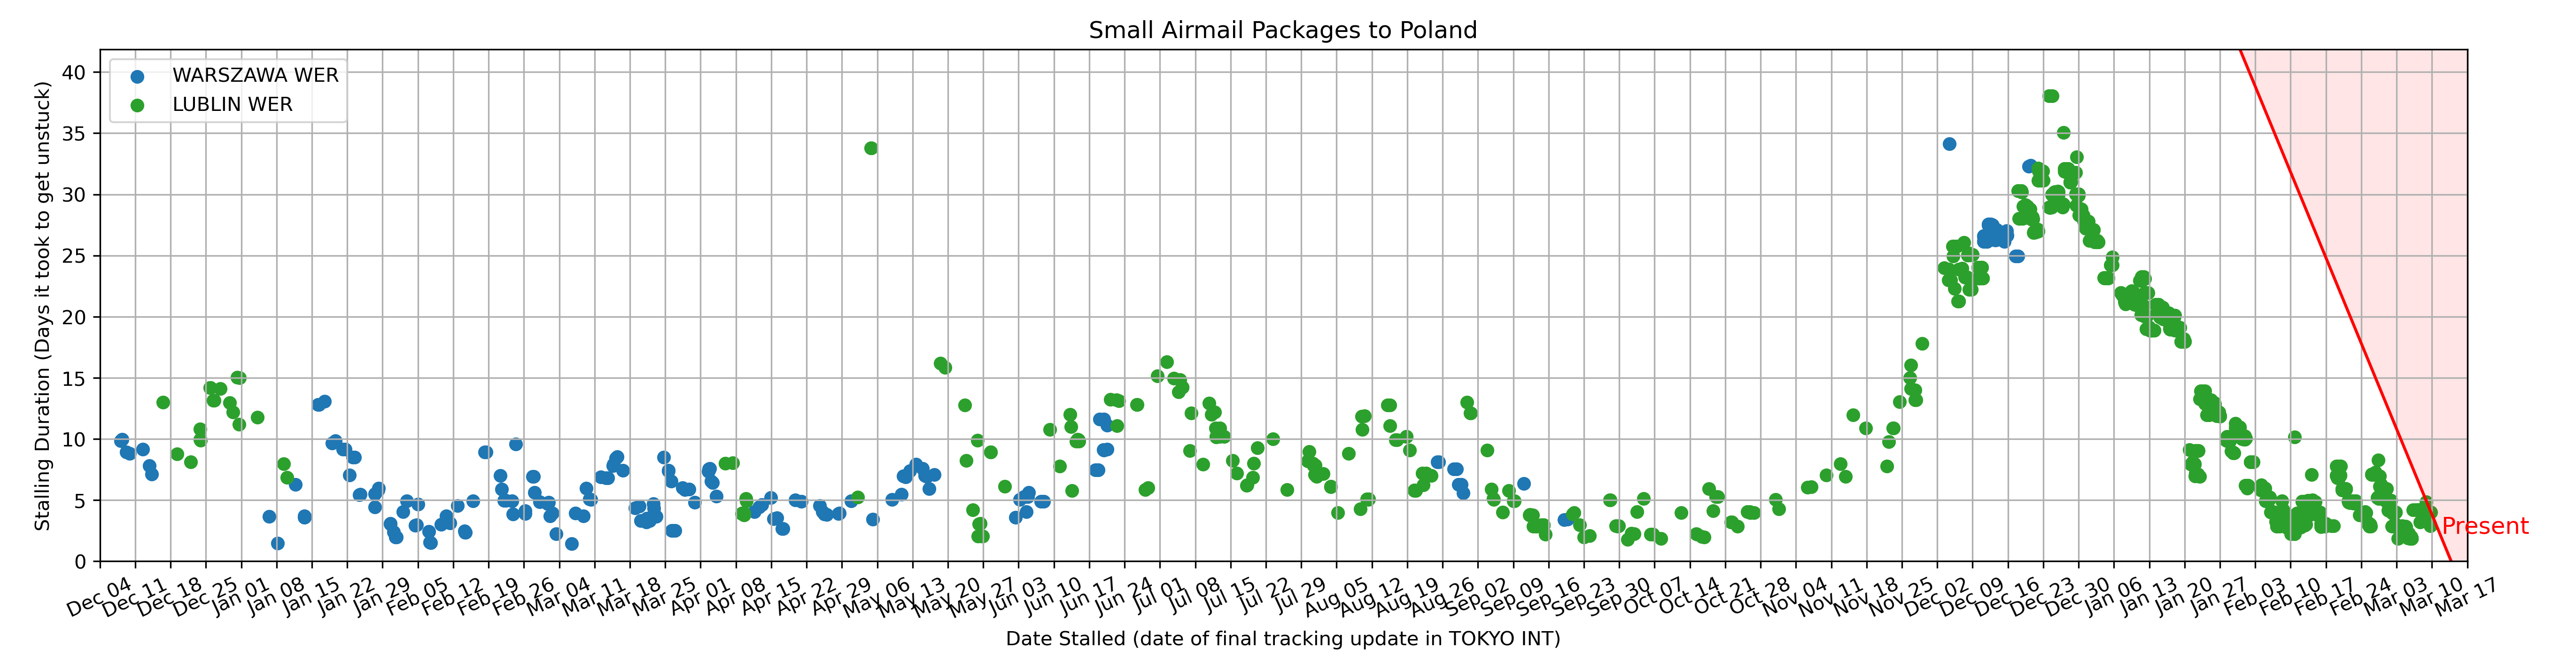 Small Airmail Packages to Poland
WARSZAWA WER
LUBLIN WER
Stalling Duration (Days it took to get unstuck)
40
35
30
25
20
15
10
5
0
Present
Dec 04 Dec 11 Dec 18 Dec 25 Jan 01 Jan 08 Jan 15 Jan 22 Jan 29 Feb 05 Feb 12 Feb 19 Feb 26 Mar 04 Mar 11 Mar 18 Mar 25 Apr 01 Apr 08 Apr 15 Apr 22 Apr 29 May 06 May 13 May 20 May 27 Jun 03 Jun 10 Jun 17 Jun 24 Jul 01 Jul 08 Jul 15 Jul 22 Jul 29 Aug 05 Aug 12 Aug 19 Aug 26 Sep 02 Sep 09 Sep 16 Sep 23 Sep 30 Oct 07 Oct 14 Oct 21 Oct 28 Nov 04 Nov 11 Nov 18 Nov 25 Dec 02 Dec 09 Dec 16 Dec 23 Dec 30 Jan 06 Jan 13 Jan 20 Jan 27 Feb 03 Feb 10 Feb 17 Feb 24 Mar 03 Mar 10 Mar 17
Date Stalled (date of final tracking update in TOKYO INT)